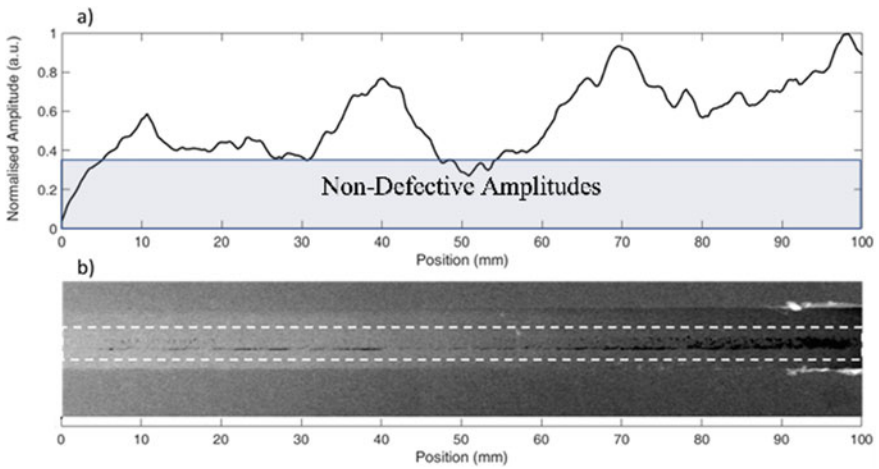 a)
Normalised Amplitude (a.u.)
1
0.8
0.6
0.4
0.2
0
Non-Defective Amplitudes
0 10 20 30 40 50 60 70 80 90 100
Position (mm)
b)
0 10 20 30 40 50 60 70 80 90 100
Position (mm)